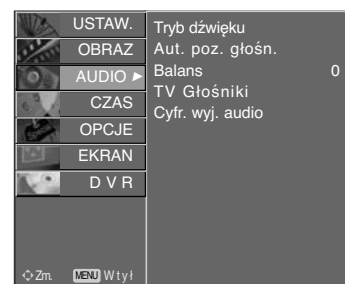 USTAW.
OBRAZ
AUDIO
CZAS
OPCJE
EKRAN
D V R
Zm.
MENU Wtył
Tryb dźwięku
Aut. poz. głośn.
Balans 0
TV Głośniki
Cyfr. wyj. audio